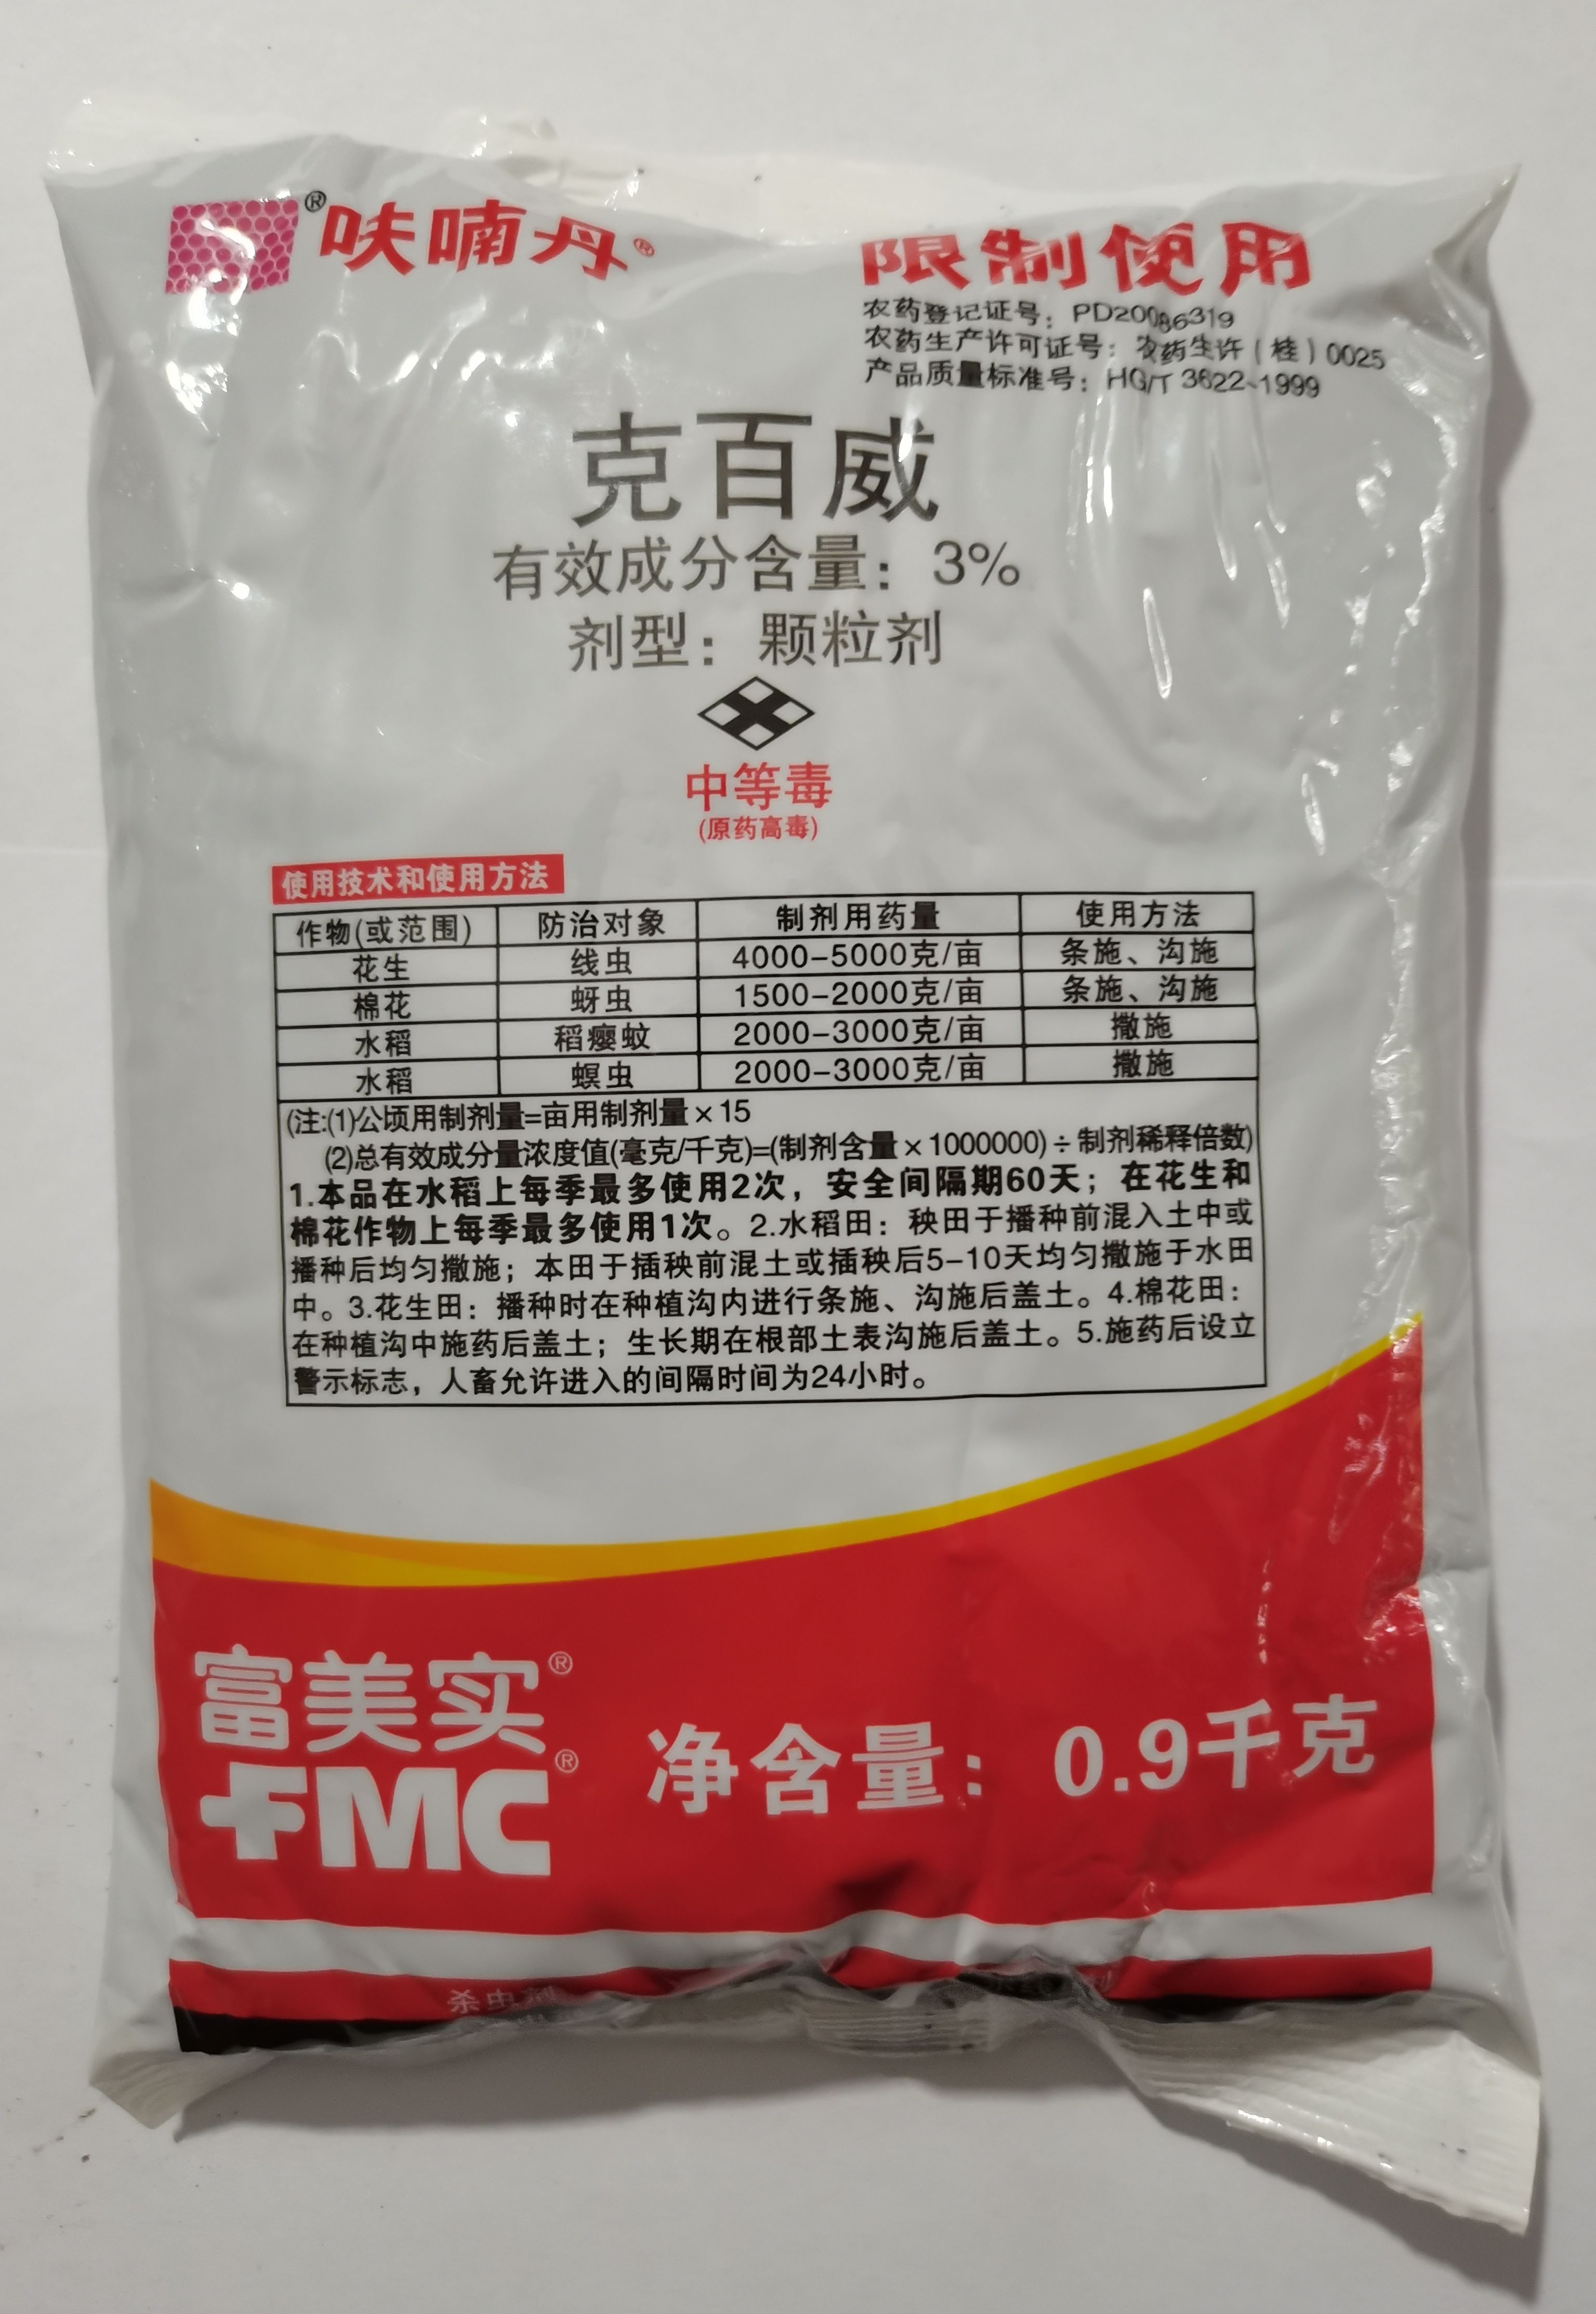 呋喃丹®
限制使用
农药登记证号：PD20086319
农药生产许可证号：农药生许（桂）0025
产品质量标准号：HG/T 3622-1999
克百威
有效成分含量：3%
剂型：颗粒剂
中等毒
(原药高毒)
使用技术和使用方法
作物(或范围) 防治对象 制剂用药量 使用方法
花生 线虫 4000-5000克/亩 条施、沟施
棉花 蚜虫 1500-2000克/亩 条施、沟施
水稻 稻瘿蚊 2000-3000克/亩 撒施
水稻 螟虫 2000-3000克/亩 撒施
(注:(1)公顷用制剂量=亩用制剂量×15
(2)总有效成分量浓度值(毫克/千克)=(制剂含量×1000000)÷制剂稀释倍数)
1.本品在水稻上每季最多使用2次，安全间隔期60天；在花生和
棉花作物上每季最多使用1次。2.水稻田：秧田于播种前混入土中或
播种后均匀撒施；本田于插秧前混土或插秧后5-10天均匀撒施于水田
中。3.花生田：播种时在种植沟内进行条施、沟施后盖土。4.棉花田：
在种植沟中施药后盖土；生长期在根部土表沟施后盖土。5.施药后设立
警示标志，人畜允许进入的间隔时间为24小时。
富美实®
FMC®
净含量：0.9千克
杀虫剂